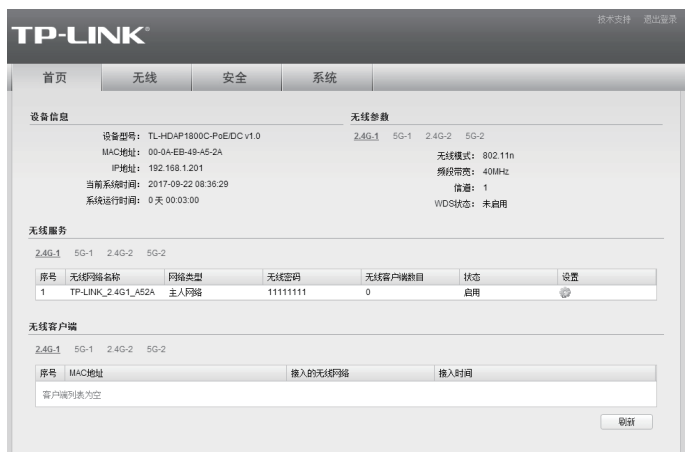 技术支持 退出登录
TP-LINK®
首页 无线 安全 系统
设备信息
设备型号： TL-HDAP1800C-PoE/DC v1.0
MAC地址： 00-0A-EB-49-A5-2A
IP地址： 192.168.1.201
当前系统时间： 2017-09-22 08:36:29
系统运行时间： 0 天 00:03:00
无线参数
2.4G-1 5G-1 2.4G-2 5G-2
无线模式： 802.11n
频段带宽： 40MHz
信道： 1
WDS状态： 未启用
无线服务
2.4G-1 5G-1 2.4G-2 5G-2
序号 无线网络名称 网络类型 无线密码 无线客户端数目 状态 设置
1 TP-LINK_2.4G1_A52A 主人网络 11111111 0 启用
无线客户端
2.4G-1 5G-1 2.4G-2 5G-2
序号 MAC地址 接入的无线网络 接入时间
客户端列表为空
刷新